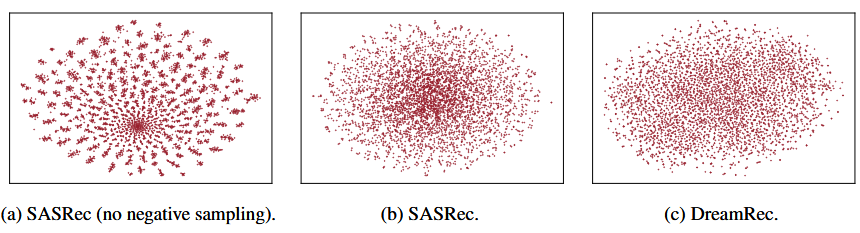 (a) SASRec (no negative sampling).
(b) SASRec.
(c) DreamRec.